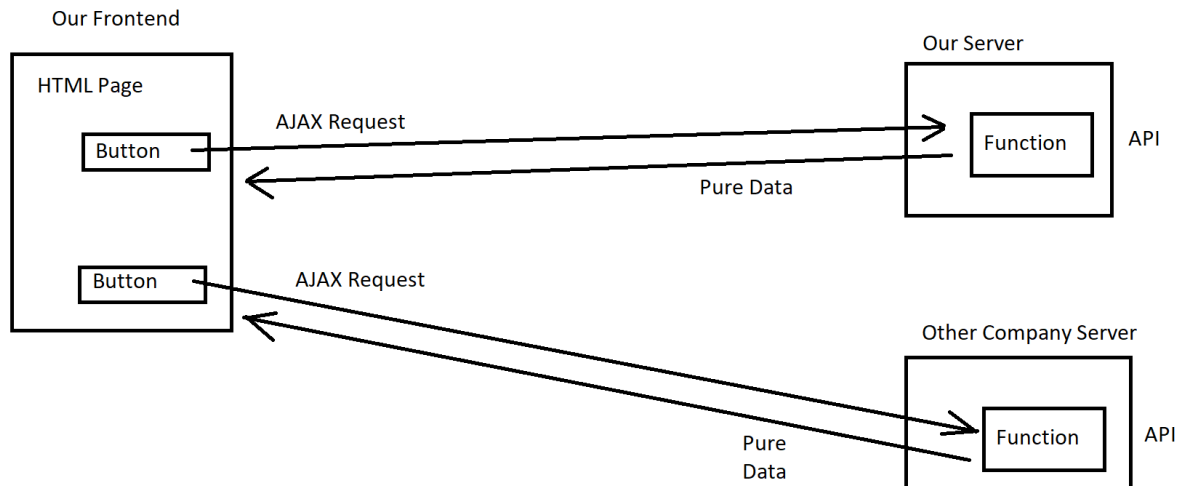 Our Frontend
Our Server
HTML Page
AJAX Request
Button
Function
API
Pure Data
Button
AJAX Request
Other Company Server
Function
API
Pure
Data